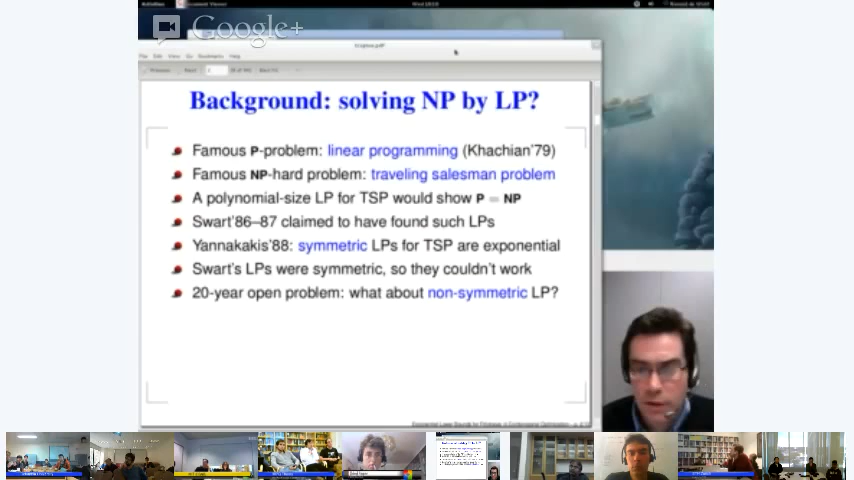 Google+
Background: solving NP by LP?
Famous P-problem: linear programming (Khachian'79)
Famous NP-hard problem: traveling salesman problem
A polynomial-size LP for TSP would show P = NP
Swart'86–87 claimed to have found such LPs
Yannakakis'88: symmetric LPs for TSP are exponential
Swart's LPs were symmetric, so they couldn't work
20-year open problem: what about non-symmetric LP?